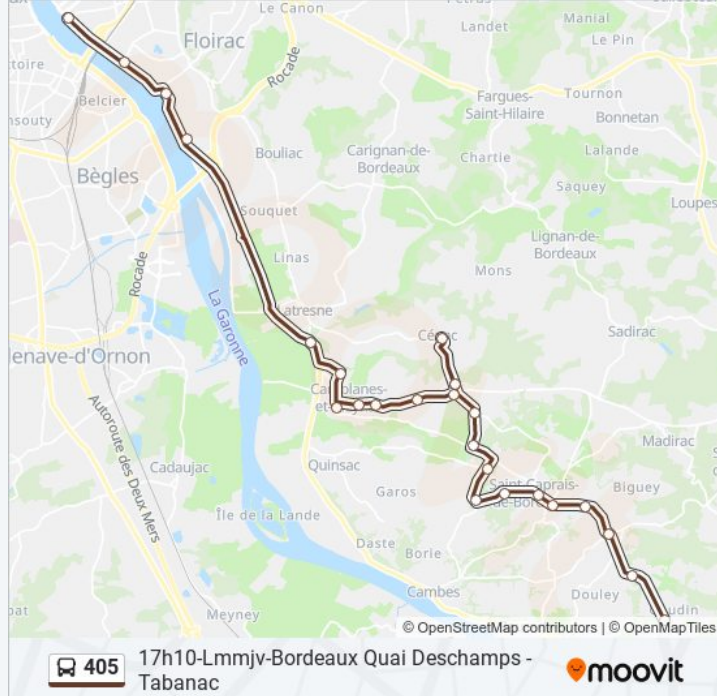 Le Canon
Landet
Manial
Le Pin
Floirac
Rocade
Belcier
Fargues-
Saint-Hilaire
Tournon
Bonnetan
Bouliac
Carignan-de-
Bordeaux
Chartie
Lalande
Bègles
Saquey
Loupes
Souquet
Lignan-de-
Bordeaux
Linas
Mons
Rocade
La Garonne
Latresne
Sadirac
lenave-d'Ornon
Autoroute des Deux Mers
Madirac
Cadaujac
Quinsac
Saint-Caprais-
de-Bordeaux
Biguey
Garos
Île de la Lande
Daste
Borie
Meyney
Cambes
Douley
© OpenStreetMap contributors | © OpenMapTiles
405
17h10-Lmmjv-Bordeaux Quai Deschamps -
Tabanac
moovit